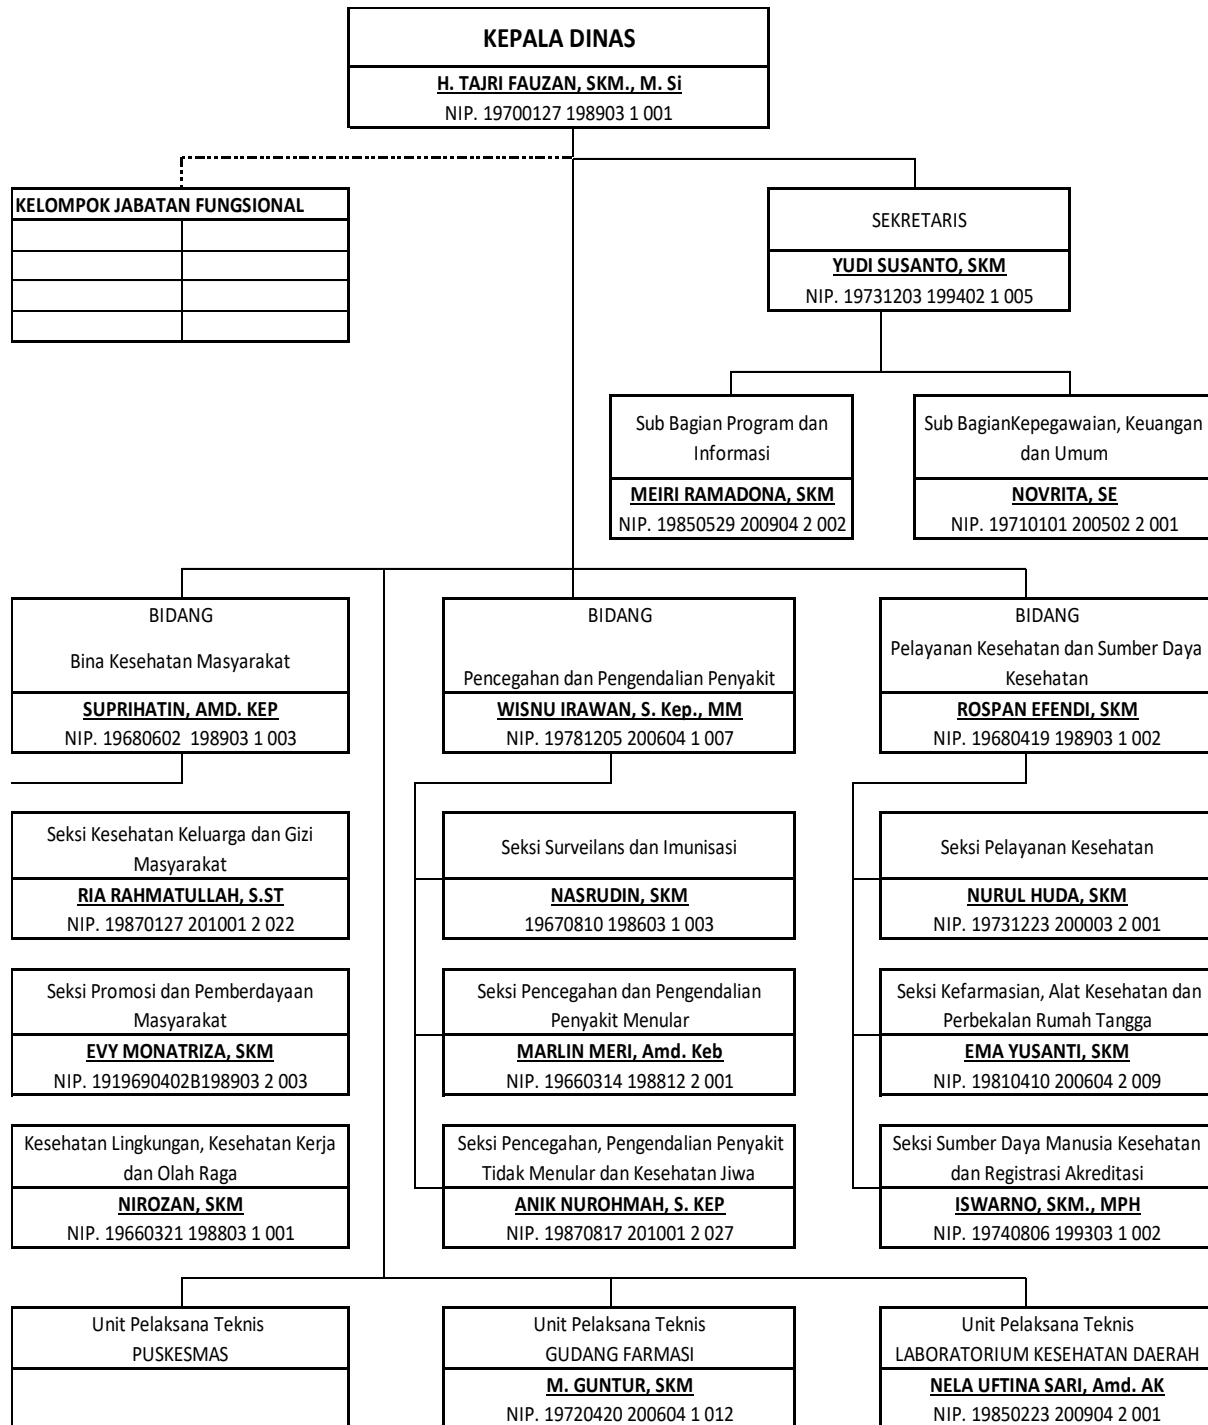 KEPALA DINAS
H. TAJRI FAUZAN, SKM., M. Si
NIP. 19700127 198903 1 001
KELOMPOK JABATAN FUNGSIONAL
SEKRETARIS
YUDI SUSANTO, SKM
NIP. 19731203 199402 1 005
Sub Bagian Program dan
Informasi
MEIRI RAMADONA, SKM
NIP. 19850529 200904 2 002
Sub BagianKepegawaian, Keuangan
dan Umum
NOVRITA, SE
NIP. 19710101 200502 2 001
BIDANG
Bina Kesehatan Masyarakat
SUPRIHATIN, AMD. KEP
NIP. 19680602  198903 1 003
BIDANG
Pencegahan dan Pengendalian Penyakit
WISNU IRAWAN, S. Kep., MM
NIP. 19781205 200604 1 007
BIDANG
Pelayanan Kesehatan dan Sumber Daya
Kesehatan
ROSPAN EFENDI, SKM
NIP. 19680419 198903 1 002
Seksi Kesehatan Keluarga dan Gizi
Masyarakat
RIA RAHMATULLAH, S.ST
NIP. 19870127 201001 2 022
Seksi Surveilans dan Imunisasi
NASRUDIN, SKM
19670810 198603 1 003
Seksi Pelayanan Kesehatan
NURUL HUDA, SKM
NIP. 19731223 200003 2 001
Seksi Promosi dan Pemberdayaan
Masyarakat
EVY MONATRIZA, SKM
NIP. 1919690402B198903 2 003
Seksi Pencegahan dan Pengendalian
Penyakit Menular
MARLIN MERI, Amd. Keb
NIP. 19660314 198812 2 001
Seksi Kefarmasian, Alat Kesehatan dan
Perbekalan Rumah Tangga
EMA YUSANTI, SKM
NIP. 19810410 200604 2 009
Kesehatan Lingkungan, Kesehatan Kerja
dan Olah Raga
NIROZAN, SKM
NIP. 19660321 198803 1 001
Seksi Pencegahan, Pengendalian Penyakit
Tidak Menular dan Kesehatan Jiwa
ANIK NUROHMAH, S. KEP
NIP. 19870817 201001 2 027
Seksi Sumber Daya Manusia Kesehatan
dan Registrasi Akreditasi
ISWARNO, SKM., MPH
NIP. 19740806 199303 1 002
Unit Pelaksana Teknis
PUSKESMAS
Unit Pelaksana Teknis
GUDANG FARMASI
M. GUNTUR, SKM
NIP. 19720420 200604 1 012
Unit Pelaksana Teknis
LABORATORIUM KESEHATAN DAERAH
NELA UFTINA SARI, Amd. AK
NIP. 19850223 200904 2 001